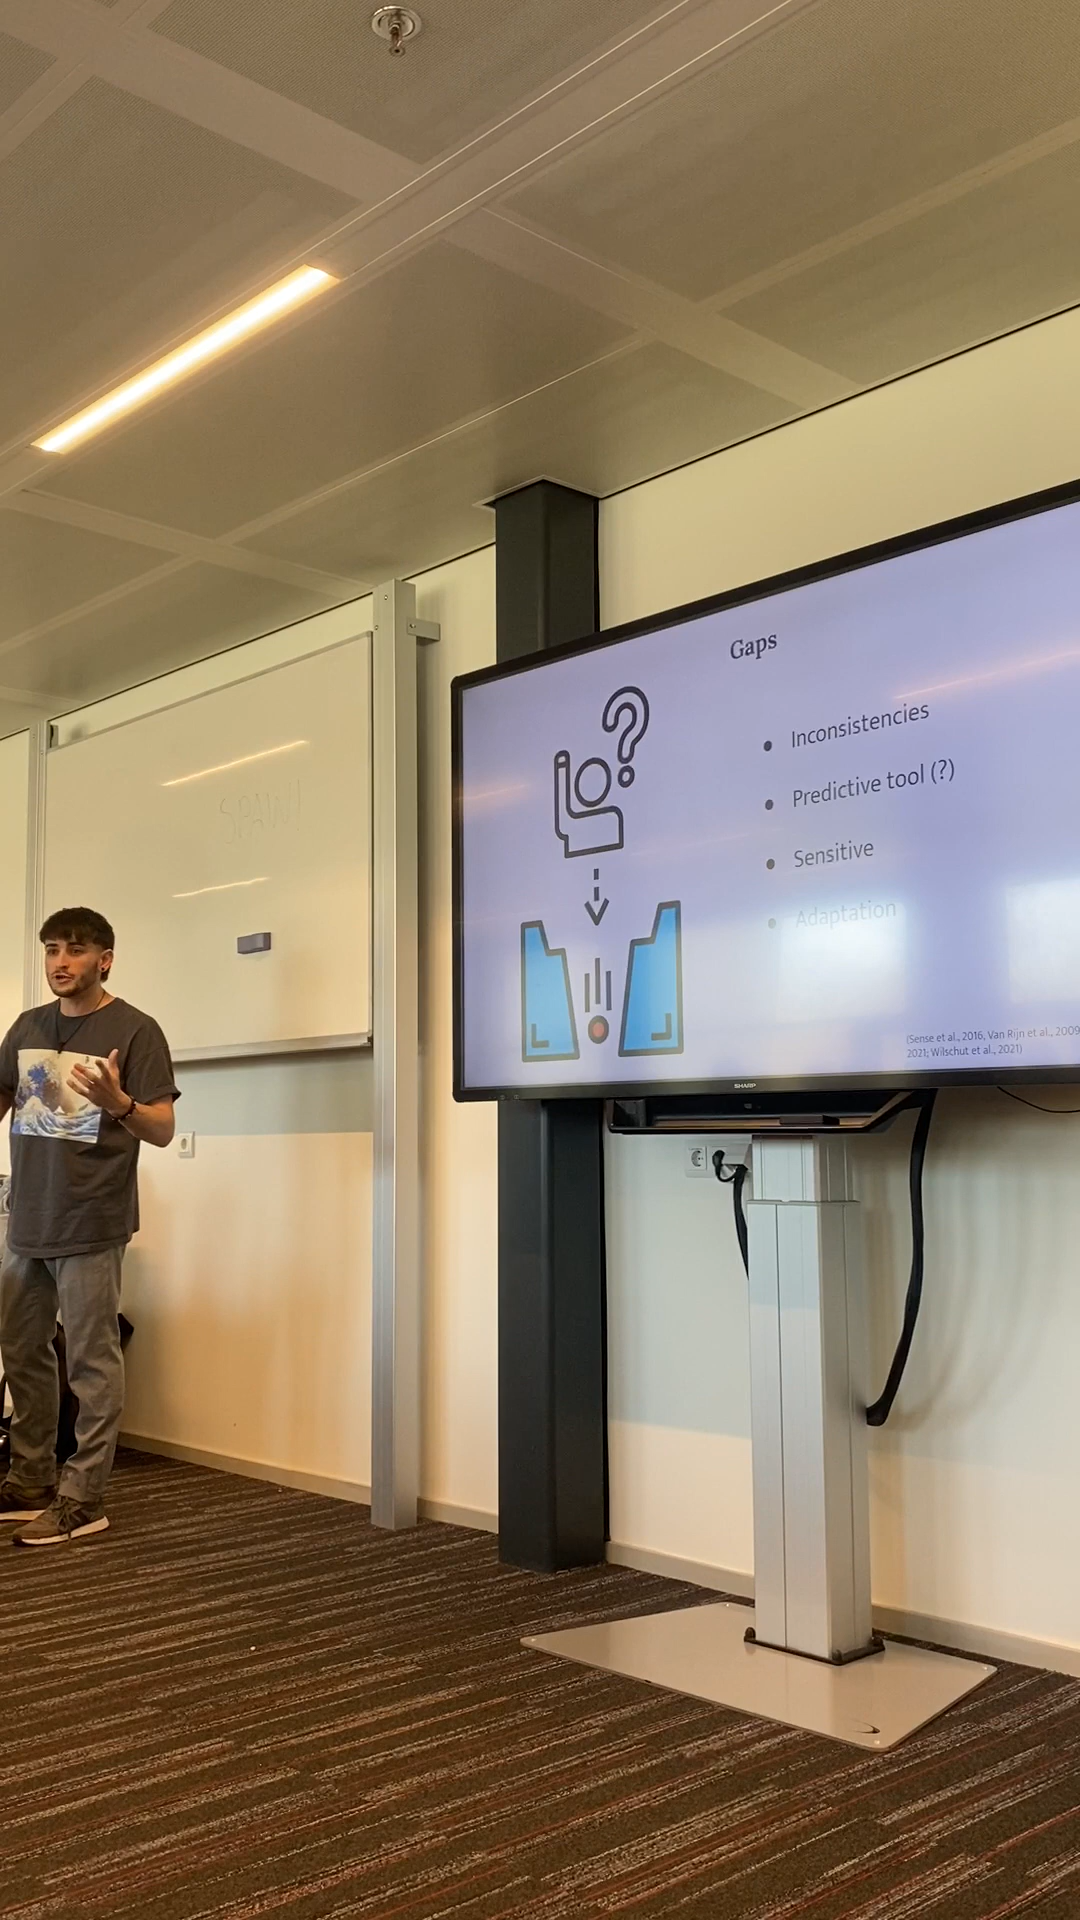 Gaps
Inconsistencies
Predictive tool (?)
Sensitive
Adaptation
(Sense et al., 2016, Van Rijn et al., 2009
2021; Wilschut et al., 2021)
SHARP